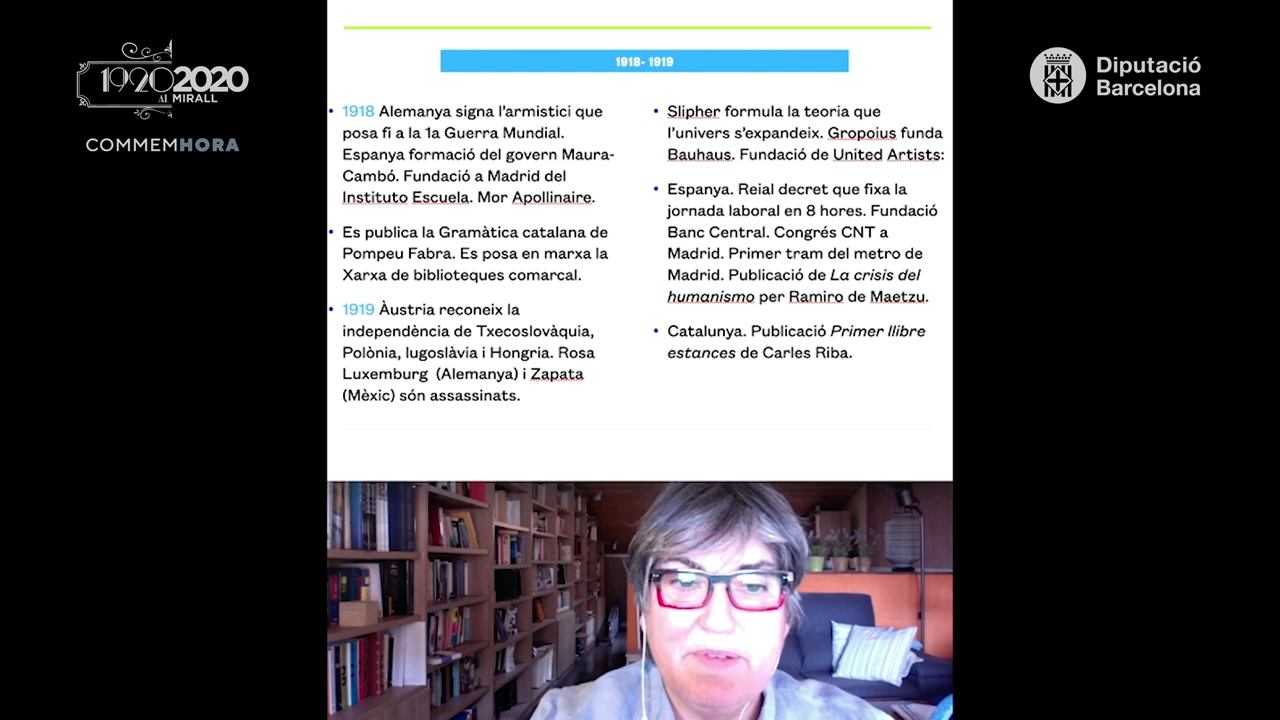 19202020
AL MIRALL
COMMEMHORA
Diputació
Barcelona
1918- 1919
• 1918 Alemanya signa l'armistici que
posa fi a la 1a Guerra Mundial.
Espanya formació del govern Maura-
Cambó. Fundació a Madrid del
Instituto Escuela. Mor Apollinaire.
• Es publica la Gramàtica catalana de
Pompeu Fabra. Es posa en marxa la
Xarxa de biblioteques comarcal.
• 1919 Àustria reconeix la
independència de Txecoslovàquia,
Polònia, Iugoslàvia i Hongria. Rosa
Luxemburg (Alemanya) i Zapata
(Mèxic) són assassinats.
• Slipher formula la teoria que
l'univers s'expandeix. Gropoius funda
Bauhaus. Fundació de United Artists:
• Espanya. Reial decret que fixa la
jornada laboral en 8 hores. Fundació
Banc Central. Congrés CNT a
Madrid. Primer tram del metro de
Madrid. Publicació de La crisis del
humanismo per Ramiro de Maetzu.
• Catalunya. Publicació Primer llibre
estances de Carles Riba.